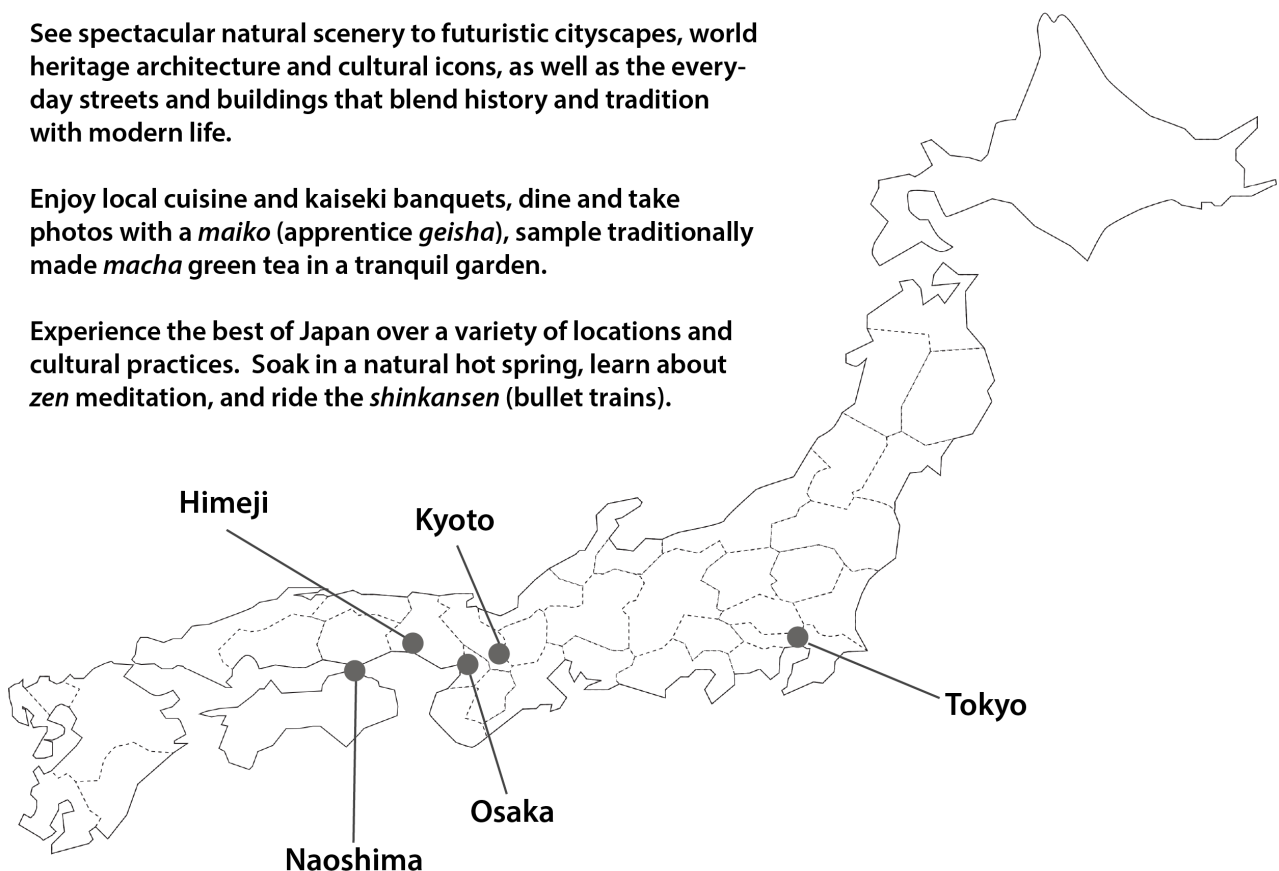 See spectacular natural scenery to futuristic cityscapes, world
heritage architecture and cultural icons, as well as the every-
day streets and buildings that blend history and tradition
with modern life.
Enjoy local cuisine and kaiseki banquets, dine and take
photos with a maiko (apprentice geisha), sample traditionally
made macha green tea in a tranquil garden.
Experience the best of Japan over a variety of locations and
cultural practices.  Soak in a natural hot spring, learn about
zen meditation, and ride the shinkansen (bullet trains).
Himeji
Kyoto
Tokyo
Osaka
Naoshima